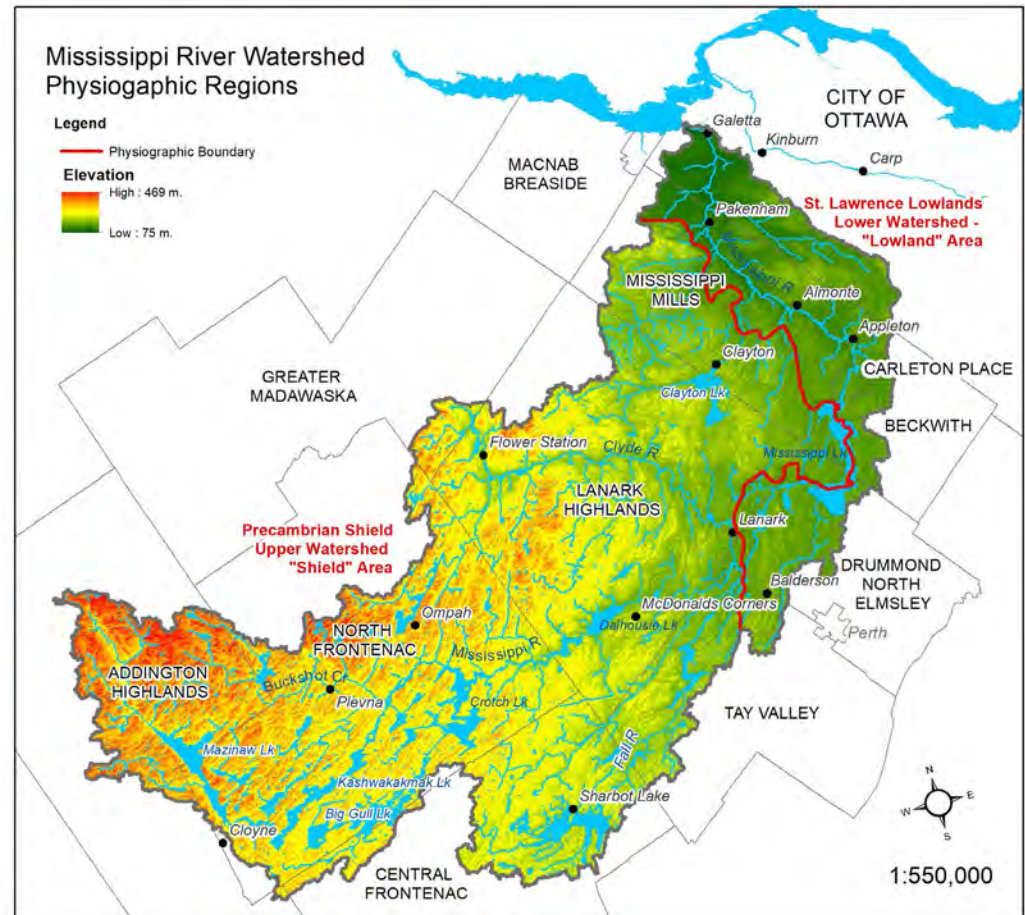 Mississippi River Watershed
Physiogaphic Regions
Legend
Physiographic Boundary
Elevation
High : 469 m.
Low : 75 m.
CITY OF
OTTAWA
Galetta
Kinburn
Carp
MACNAB
BREASIDE
St. Lawrence Lowlands
Lower Watershed -
"Lowland" Area
Pakenham
Mississippi R
MISSISSIPPI
MILLS
Almonte
Appleton
Clayton
CARLETON PLACE
GREATER
MADAWASKA
Clayton Lk
BECKWITH
Flower Station
Clyde R
Mississippi Lk
LANARK
HIGHLANDS
Precambrian Shield
Upper Watershed
"Shield" Area
Lanark
DRUMMOND
NORTH
ELMSLEY
Balderson
McDonalds Corners
Ompah
Dalhousie Lk
Perth
NORTH
FRONTENAC
Mississippi R
ADDINGTON
HIGHLANDS
Buckshot Cr
Plevna
Crotch Lk
TAY VALLEY
Mazinaw Lk
Fall R
Kashwakakmak Lk
Big Gull Lk
Sharbot Lake
Cloyne
CENTRAL
FRONTENAC
N
W
E
S
1:550,000